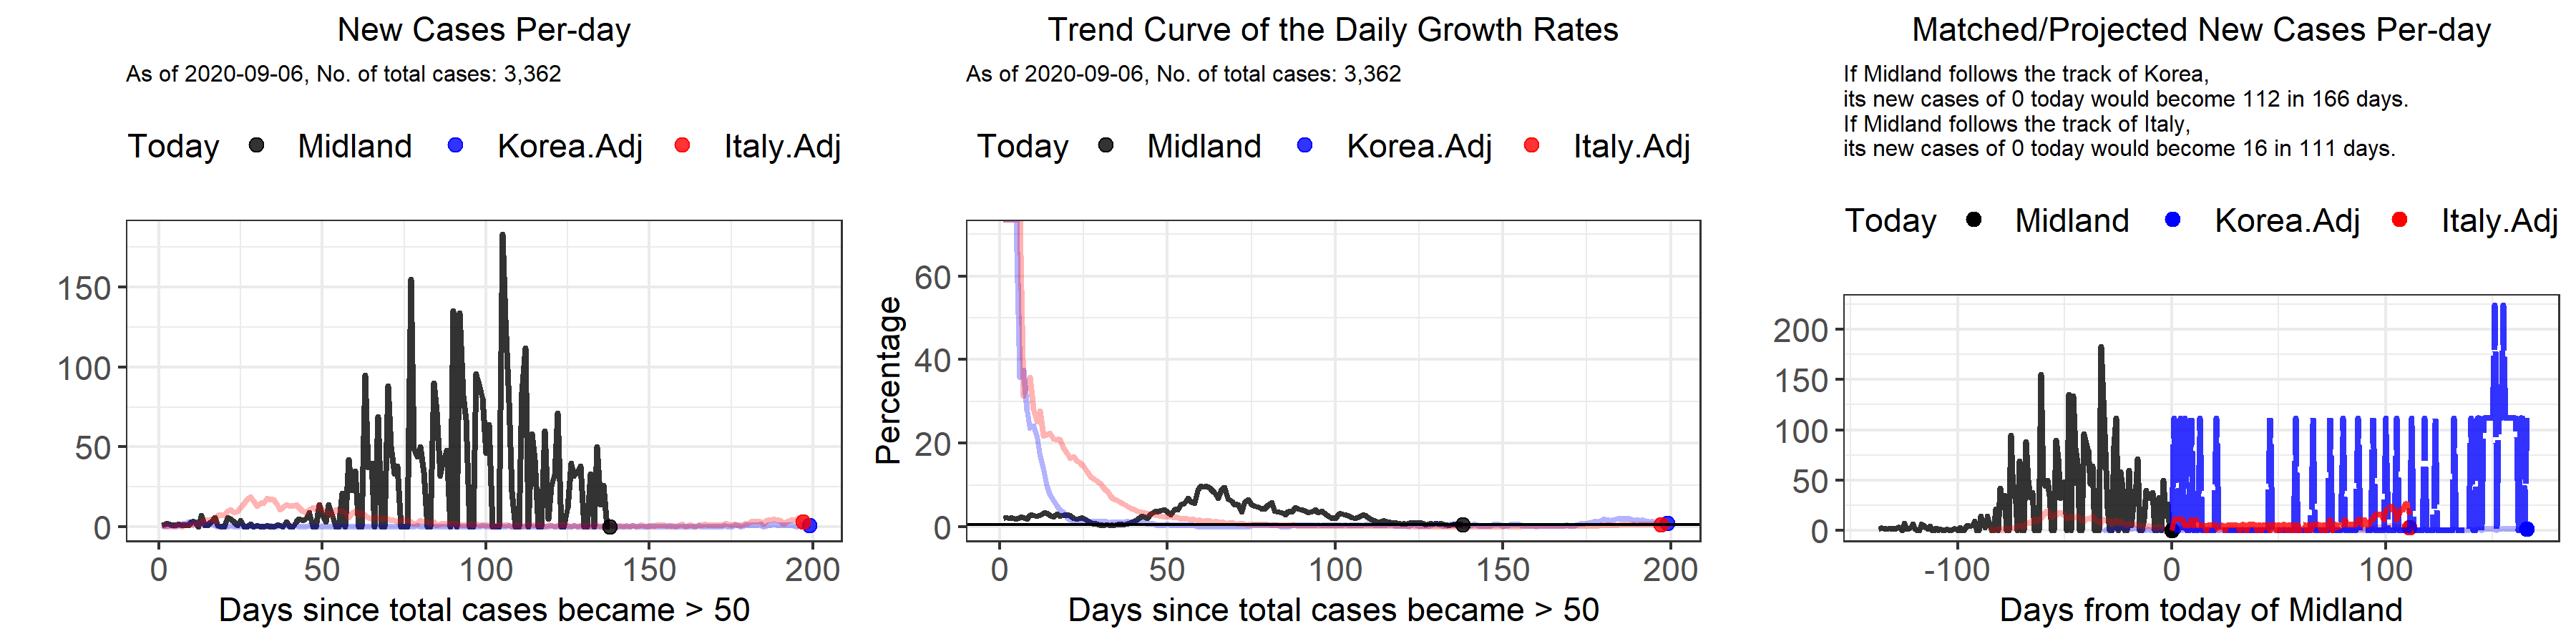 New Cases Per-day
As of 2020-09-06, No. of total cases: 3,362
Today Midland Korea.Adj Italy.Adj
150
100
50
0
0 50 100 150 200
Days since total cases became > 50
Trend Curve of the Daily Growth Rates
As of 2020-09-06, No. of total cases: 3,362
Today Midland Korea.Adj Italy.Adj
Percentage
60
40
20
0
0 50 100 150 200
Days since total cases became > 50
Matched/Projected New Cases Per-day
If Midland follows the track of Korea,
its new cases of 0 today would become 112 in 166 days.
If Midland follows the track of Italy,
its new cases of 0 today would become 16 in 111 days.
Today Midland Korea.Adj Italy.Adj
200
150
100
50
0
-100 0 100
Days from today of Midland